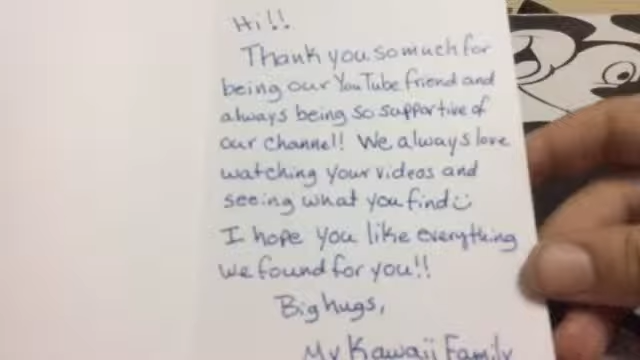 Hi!!
Thank you so much for
being our YouTube friend and
always being so supportive of
our channel! We always love
watching your videos and
seeing what you find ☺
I hope you like everything
we found for you!!
Big hugs,
My Kawaii Family